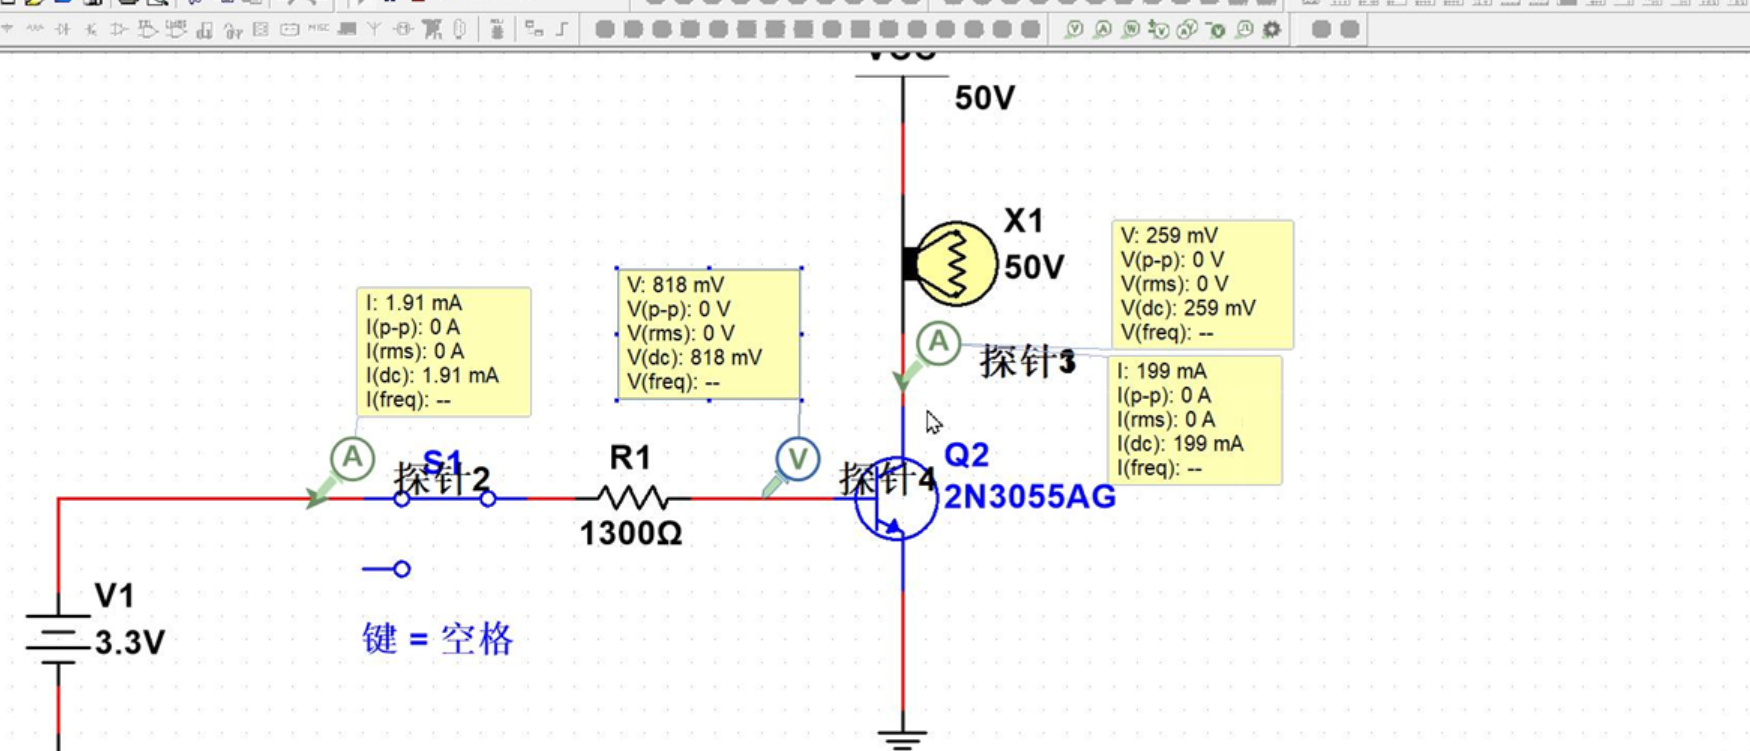 50V
X1
50V
V: 259 mV
V(p-p): 0 V
V(rms): 0 V
V(dc): 259 mV
V(freq): --
I: 1.91 mA
I(p-p): 0 A
I(rms): 0 A
I(dc): 1.91 mA
I(freq): --
V: 818 mV
V(p-p): 0 V
V(rms): 0 V
V(dc): 818 mV
V(freq): --
A
探针3
I: 199 mA
I(p-p): 0 A
I(rms): 0 A
I(dc): 199 mA
I(freq): --
A
S1
探针2
R1
1300Ω
V
探针4
Q2
2N3055AG
V1
3.3V
键 = 空格